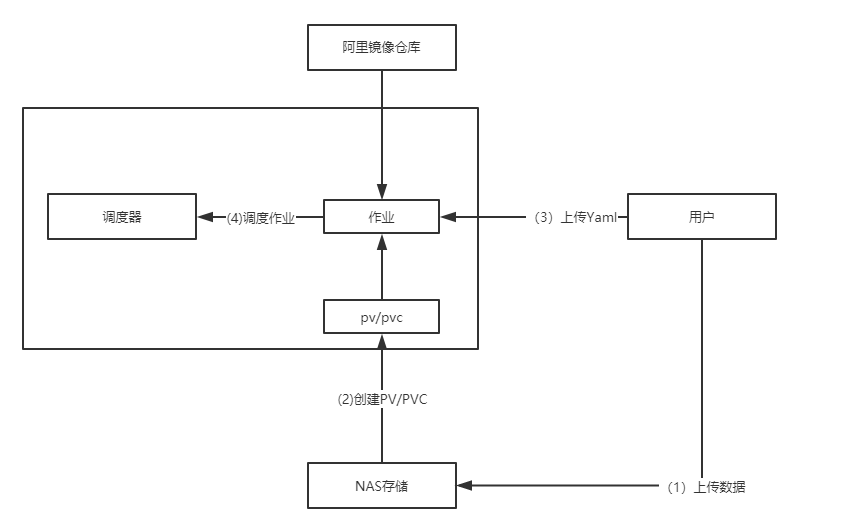 阿里镜像仓库
调度器
(4)调度作业
作业
（3）上传Yaml
用户
pv/pvc
(2)创建PV/PVC
NAS存储
（1）上传数据